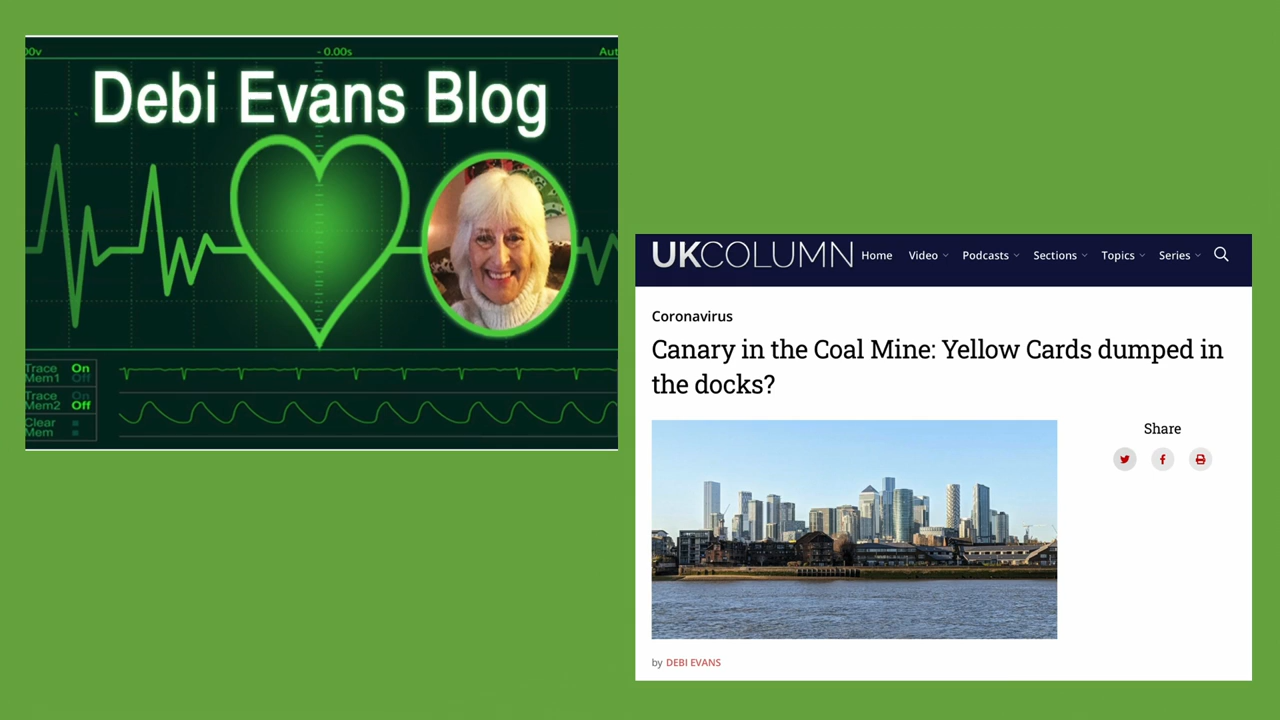 00v
- 0.00s
Aut
Debi Evans Blog
Trace On
Mem1 Off
Trace On
Mem2 Off
Clear
Mem
UKCOLUMN
Home Video Podcasts Sections Topics Series
Coronavirus
Canary in the Coal Mine: Yellow Cards dumped in
the docks?
Share
by DEBI EVANS